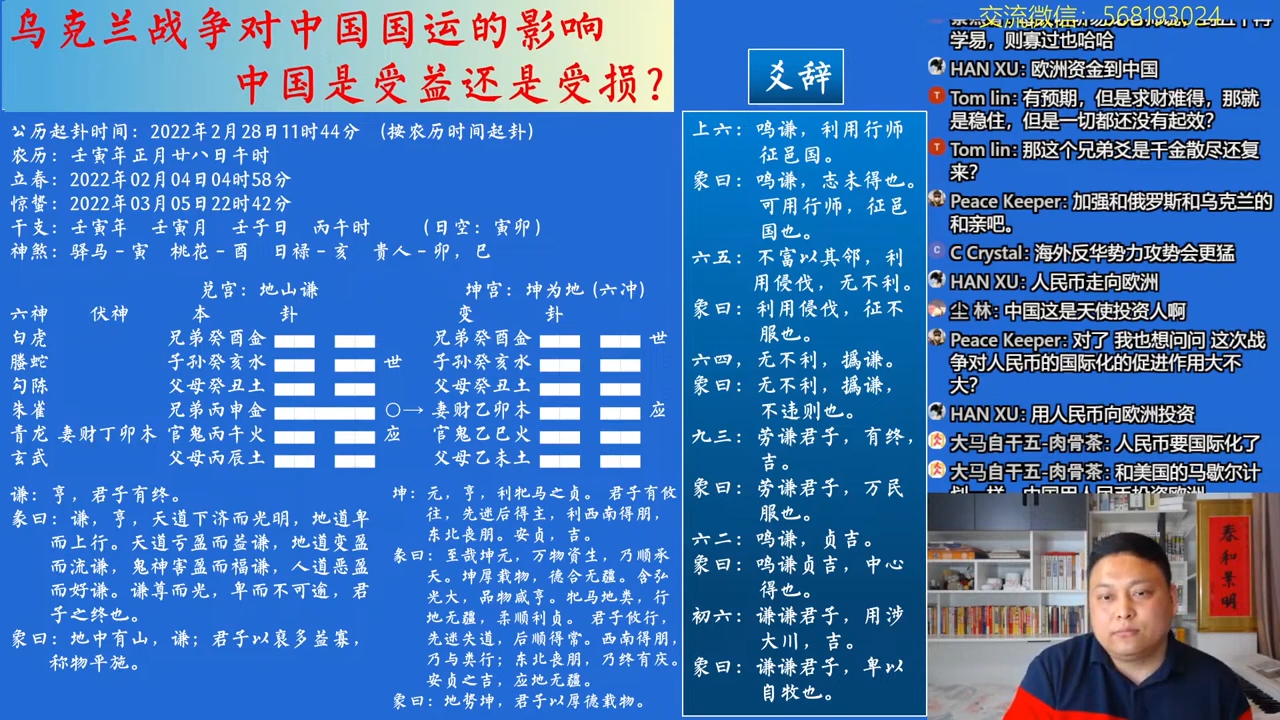 乌克兰战争对中国国运的影响
中国是受益还是受损？
公历起卦时间：2022年2月28日11时44分 （按农历时间起卦）
农历：壬寅年正月廿八日午时
立春：2022年02月04日04时58分
惊蛰：2022年03月05日22时42分
干支：壬寅年 壬寅月 壬子日 丙午时 （日空：寅卯）
神煞：驿马－寅 桃花－酉 日禄－亥 贵人－卯，巳
兑宫：地山谦 坤宫：坤为地（六冲）
六神 伏神 本 卦 变 卦
白虎 兄弟癸酉金 兄弟癸酉金 世
螣蛇 子孙癸亥水 世 子孙癸亥水
勾陈 父母癸丑土 父母癸丑土
朱雀 兄弟丙申金 〇→ 妻财乙卯木 应
青龙 妻财丁卯木 官鬼丙午火 应 官鬼乙巳火
玄武 父母丙辰土 父母乙未土
谦：亨，君子有终。
彖曰：谦，亨，天道下济而光明，地道卑
而上行。天道亏盈而益谦，地道变盈
而流谦，鬼神害盈而福谦，人道恶盈
而好谦。谦尊而光，卑而不可逾，君
子之终也。
象曰：地中有山，谦；君子以裒多益寡，
称物平施。
坤：元，亨，利牝马之贞。 君子有攸
往，先迷后得主，利西南得朋，
东北丧朋。安贞，吉。
彖曰：至哉坤元，万物资生，乃顺承
天。坤厚载物，德合无疆。含弘
光大，品物咸亨。牝马地类，行
地无疆，柔顺利贞。 君子攸行，
先迷失道，后顺得常。西南得朋，
乃与类行；东北丧朋，乃终有庆。
安贞之吉，应地无疆。
象曰：地势坤，君子以厚德载物。
爻辞
上六：鸣谦，利用行师
征邑国。
象曰：鸣谦，志未得也。
可用行师，征邑
国也。
六五：不富以其邻，利
用侵伐，无不利。
象曰：利用侵伐，征不
服也。
六四，无不利，撝谦。
象曰：无不利，撝谦，
不违则也。
九三：劳谦君子，有终，
吉。
象曰：劳谦君子，万民
服也。
六二：鸣谦，贞吉。
象曰：鸣谦贞吉，中心
得也。
初六：谦谦君子，用涉
大川，吉。
象曰：谦谦君子，卑以
自牧也。
交流微信：568193024
学易，则寡过也哈哈
HAN XU：欧洲资金到中国
Tom lin：有预期，但是求财难得，那就
是稳住，但是一切都还没有起效？
Tom lin：那这个兄弟爻是千金散尽还复
来？
Peace Keeper：加强和俄罗斯和乌克兰的
和亲吧。
C Crystal：海外反华势力攻势会更猛
HAN XU：人民币走向欧洲
尘 林：中国这是天使投资人啊
Peace Keeper：对了 我也想问问 这次战
争对人民币的国际化的促进作用大不
大？
HAN XU：用人民币向欧洲投资
大马自干五-肉骨茶：人民币要国际化了
大马自干五-肉骨茶：和美国的马歇尔计
划一样，中国用人民币投资欧洲
春和景明